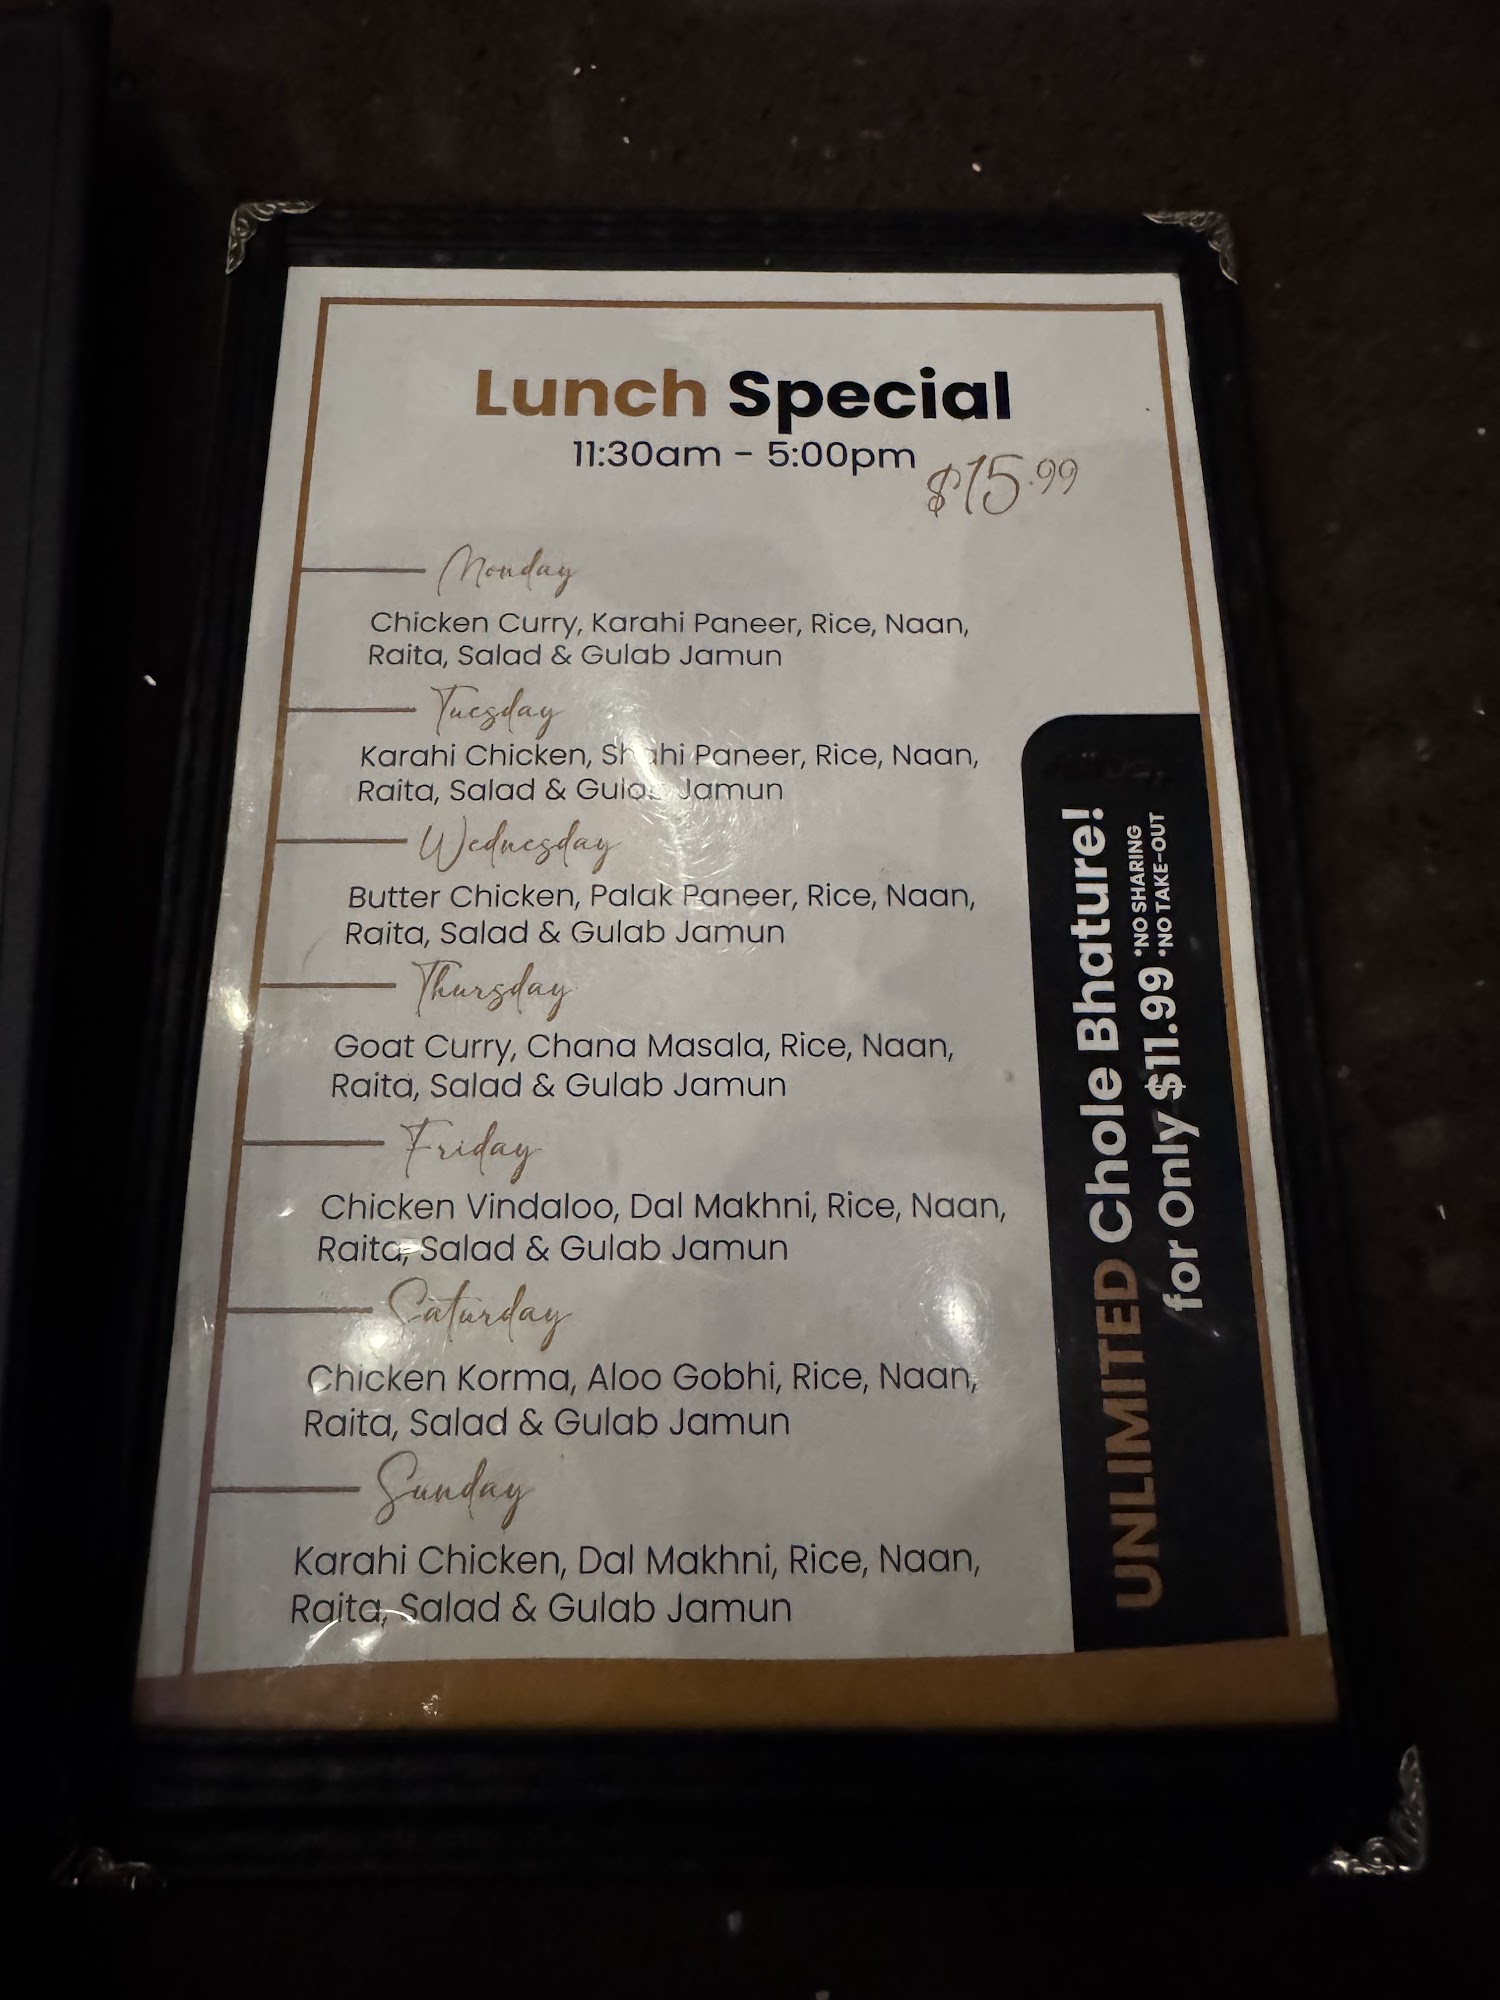 Lunch Special
11:30am - 5:00pm
$15.99
Monday
Chicken Curry, Karahi Paneer, Rice, Naan,
Raita, Salad & Gulab Jamun
Tuesday
Karahi Chicken, Shahi Paneer, Rice, Naan,
Raita, Salad & Gulab Jamun
Wednesday
Butter Chicken, Palak Paneer, Rice, Naan,
Raita, Salad & Gulab Jamun
Thursday
Goat Curry, Chana Masala, Rice, Naan,
Raita, Salad & Gulab Jamun
Friday
Chicken Vindaloo, Dal Makhni, Rice, Naan,
Raita, Salad & Gulab Jamun
Saturday
Chicken Korma, Aloo Gobhi, Rice, Naan,
Raita, Salad & Gulab Jamun
Sunday
Karahi Chicken, Dal Makhni, Rice, Naan,
Raita, Salad & Gulab Jamun
UNLIMITED Chole Bhature!
for Only $11.99
*NO SHARING
*NO TAKE-OUT